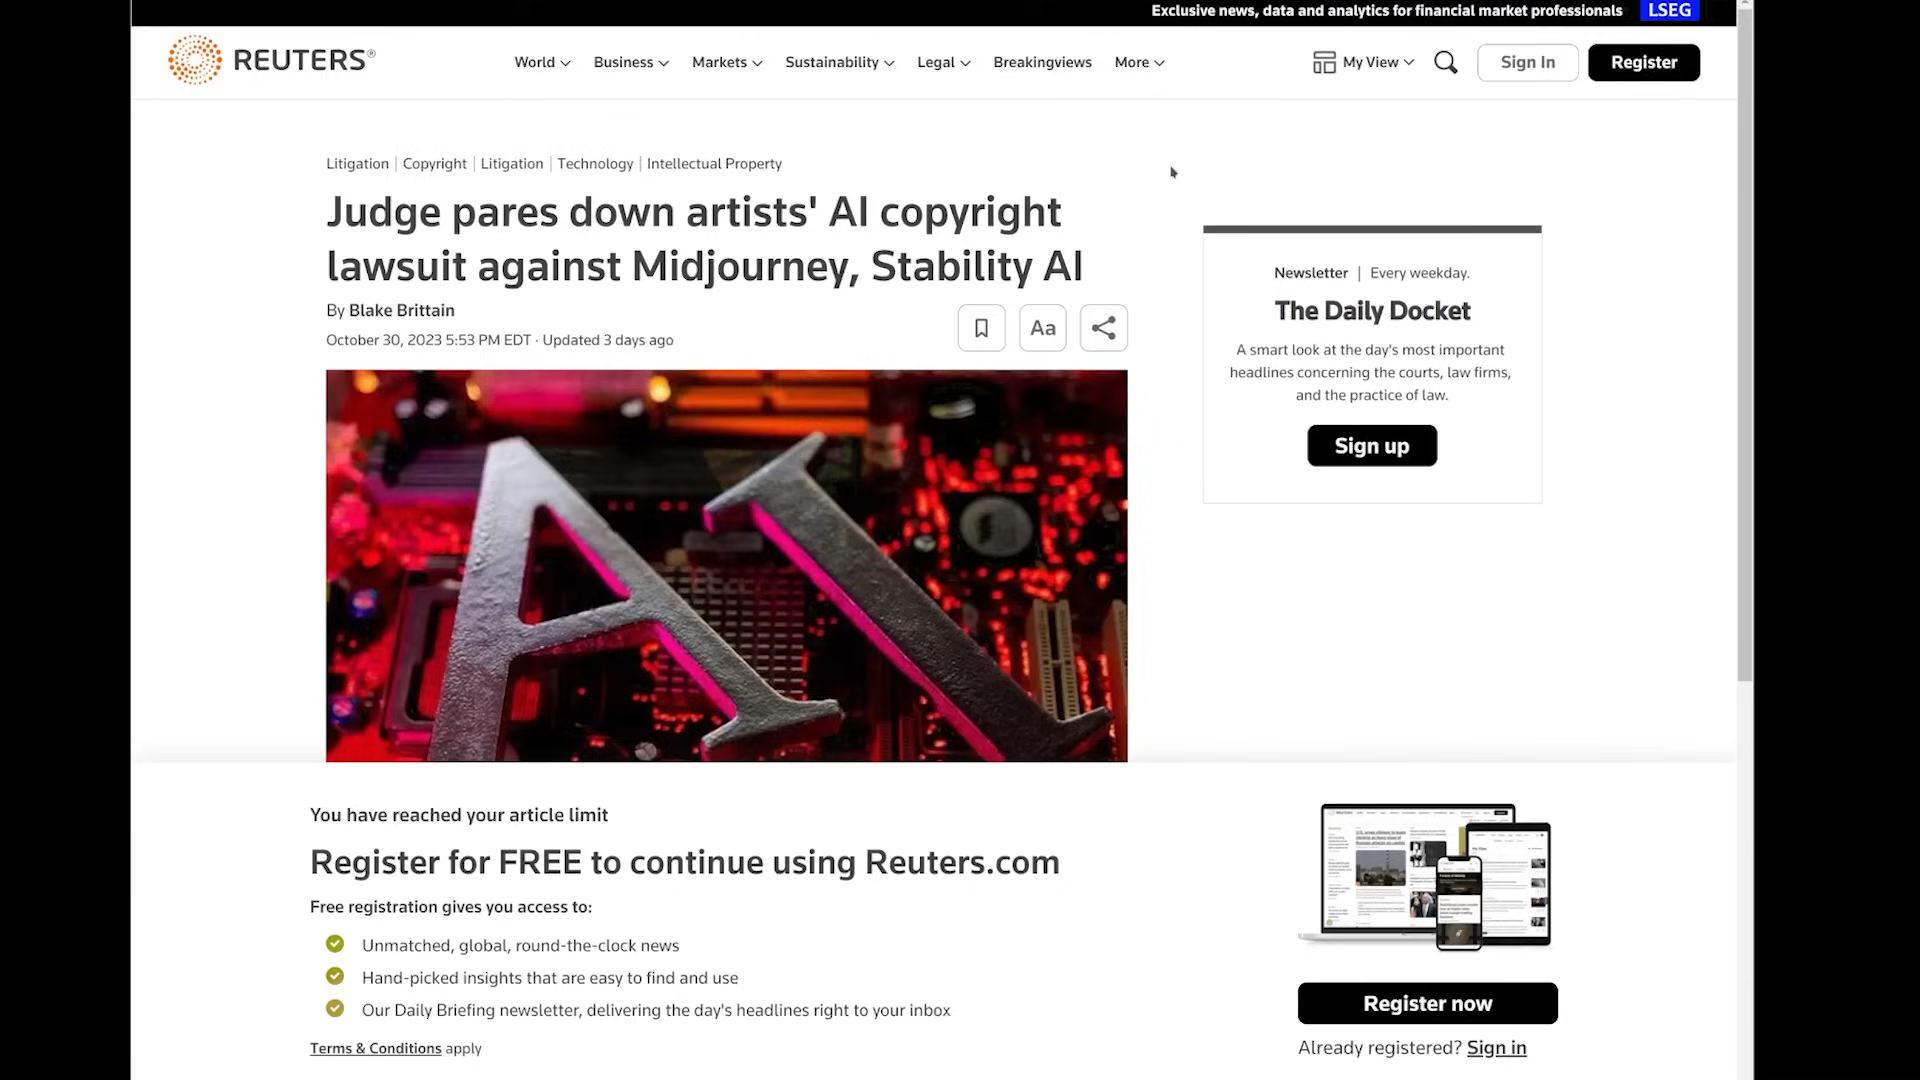 Exclusive news, data and analytics for financial market professionals LSEG
REUTERS®
World Business Markets Sustainability Legal Breakingviews More
My View Sign In Register
Litigation | Copyright | Litigation | Technology | Intellectual Property
Judge pares down artists' AI copyright
lawsuit against Midjourney, Stability AI
By Blake Brittain
October 30, 2023 5:53 PM EDT · Updated 3 days ago
Aa
AI
Newsletter | Every weekday.
The Daily Docket
A smart look at the day's most important
headlines concerning the courts, law firms,
and the practice of law.
Sign up
You have reached your article limit
Register for FREE to continue using Reuters.com
Free registration gives you access to:
Unmatched, global, round-the-clock news
Hand-picked insights that are easy to find and use
Our Daily Briefing newsletter, delivering the day's headlines right to your inbox
Terms & Conditions apply
Register now
Already registered? Sign in